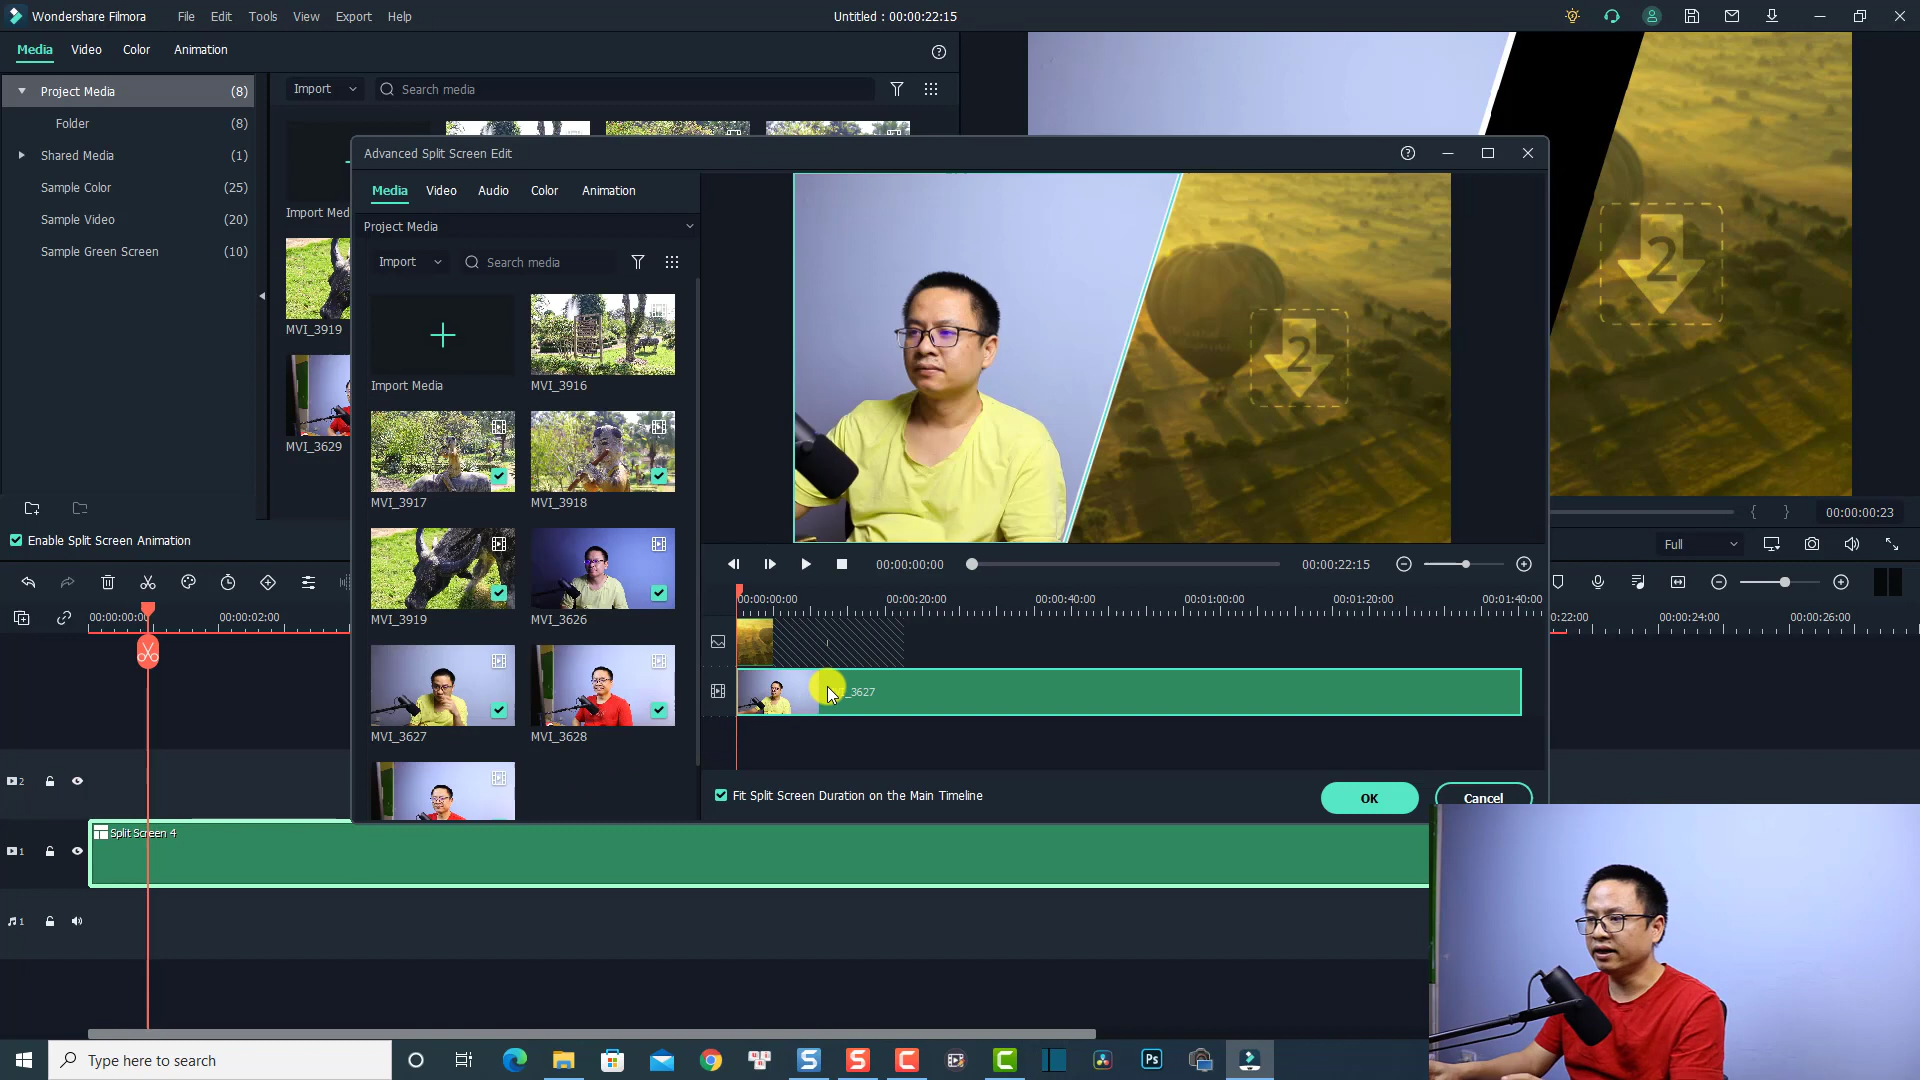 Wondershare Filmora File Edit Tools View Export Help Untitled : 00:00:22:15
Media Video Color Animation
Project Media (8)
Folder (8)
Shared Media (1)
Sample Color (25)
Sample Video (20)
Sample Green Screen (10)
Import Search media
Import Med
MVI_3919
MVI_3629
Enable Split Screen Animation
Advanced Split Screen Edit
Media Video Audio Color Animation
Project Media
Import Search media
Import Media MVI_3916
MVI_3917 MVI_3918
MVI_3919 MVI_3626
MVI_3627 MVI_3628
2
2
00:00:00:00 00:00:22:15
00:00:00:23
Full
00:00:00:00 00:00:20:00 00:00:40:00 00:01:00:00 00:01:20:00 00:01:40:00
_3627
Fit Split Screen Duration on the Main Timeline
OK Cancel
00:00:00:00 00:00:02:00 0:22:00 00:00:24:00 00:00:26:00
2
1 Split Screen 4
1
Type here to search
S S C C Ps